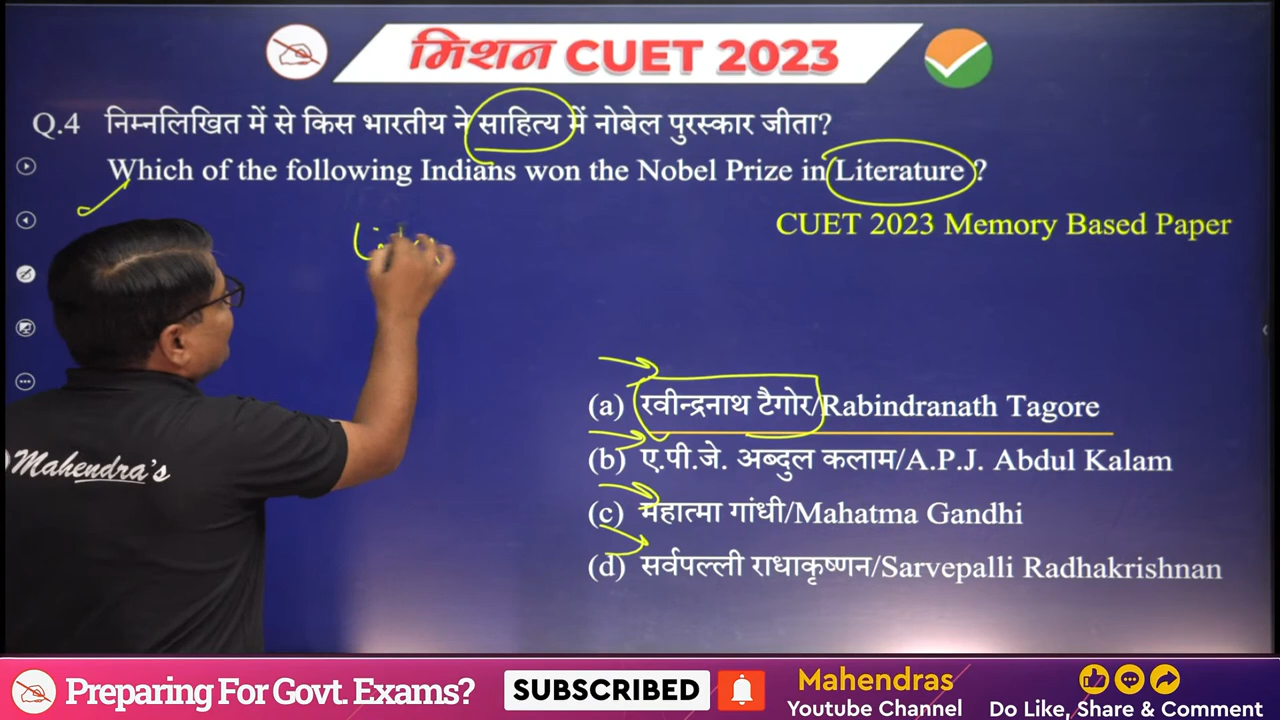 मिशन CUET 2023
Q.4 निम्नलिखित में से किस भारतीय ने साहित्य में नोबेल पुरस्कार जीता?
Which of the following Indians won the Nobel Prize in Literature ?
CUET 2023 Memory Based Paper
(a) रवीन्द्रनाथ टैगोर/Rabindranath Tagore
(b) ए.पी.जे. अब्दुल कलाम/A.P.J. Abdul Kalam
(c) महात्मा गांधी/Mahatma Gandhi
(d) सर्वपल्ली राधाकृष्णन/Sarvepalli Radhakrishnan
Mahendra's
Preparing For Govt. Exams?
SUBSCRIBED
Mahendras
Youtube Channel
Do Like, Share & Comment